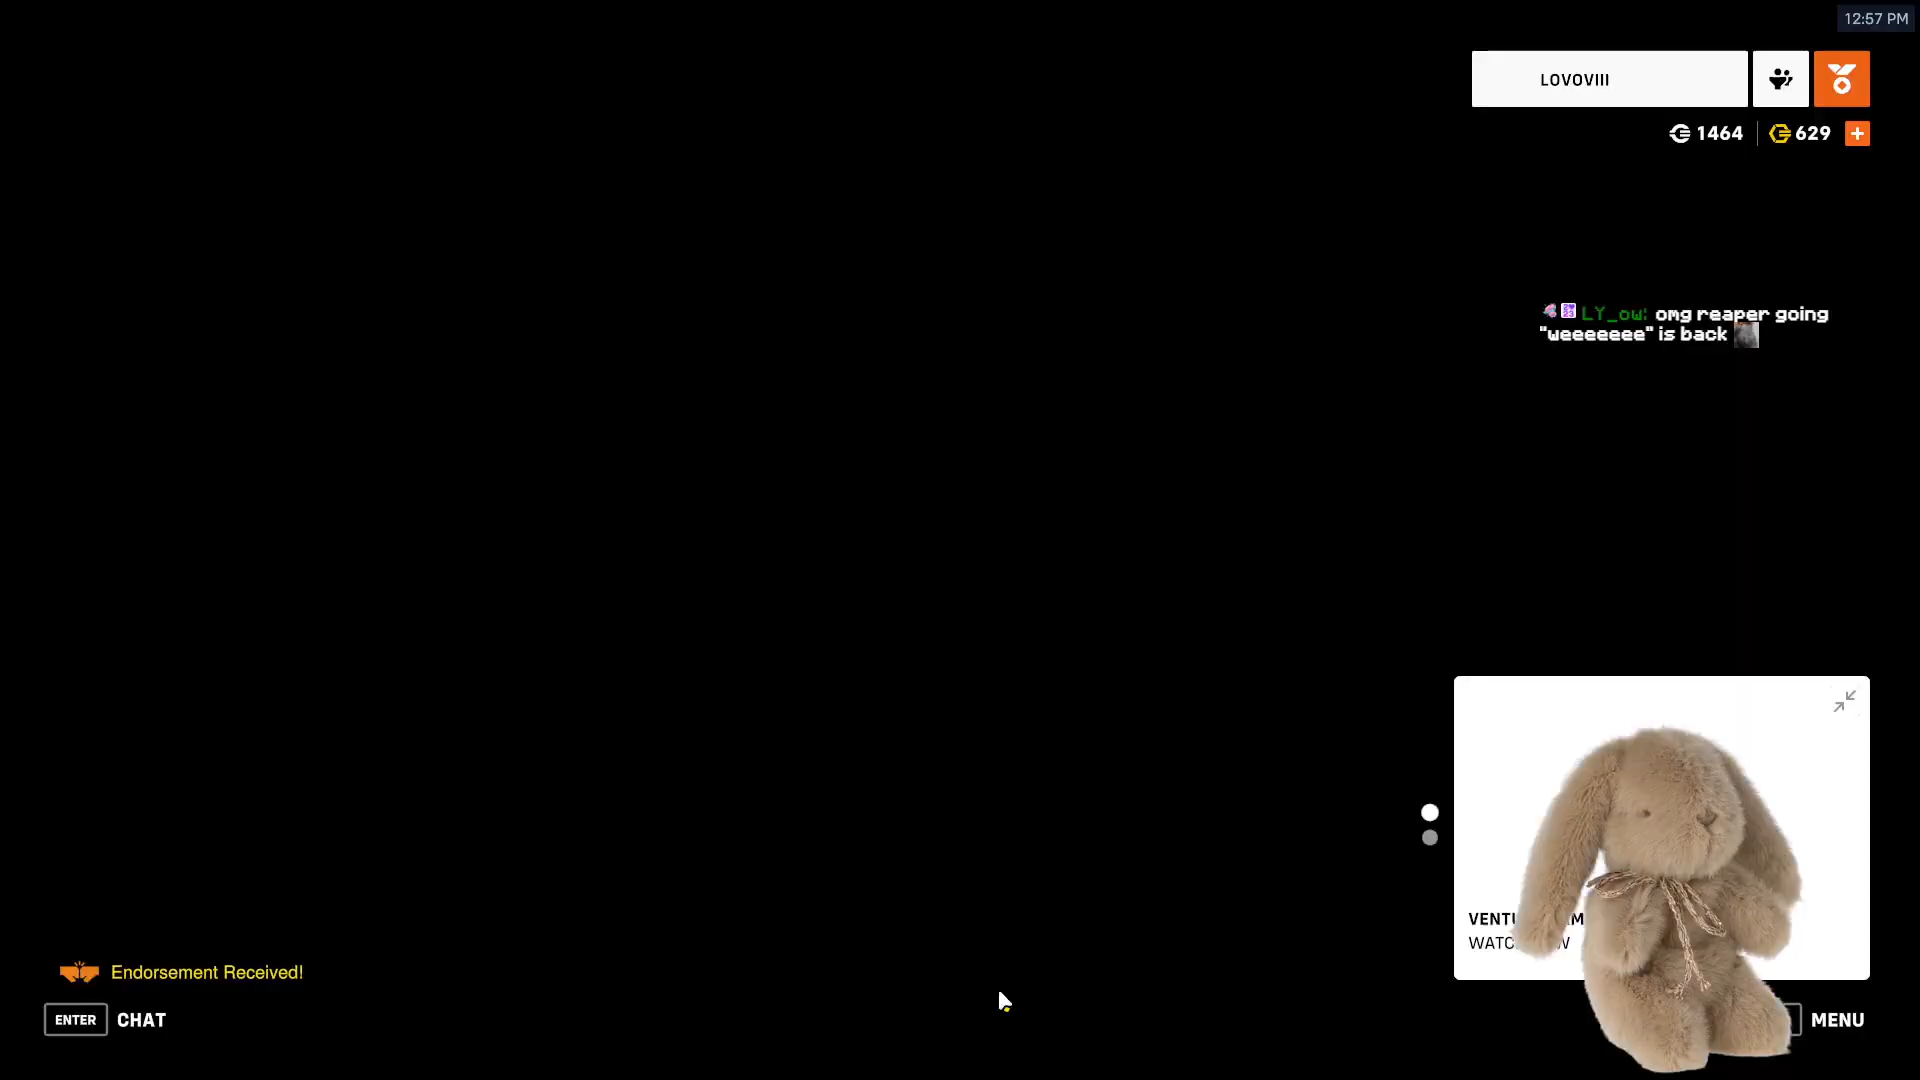 12:57 PM
LOVOVIII
1464
629
LY_ow: omg reaper going
"weeeeeee" is back
WATC
Endorsement Received!
ENTER CHAT
MENU